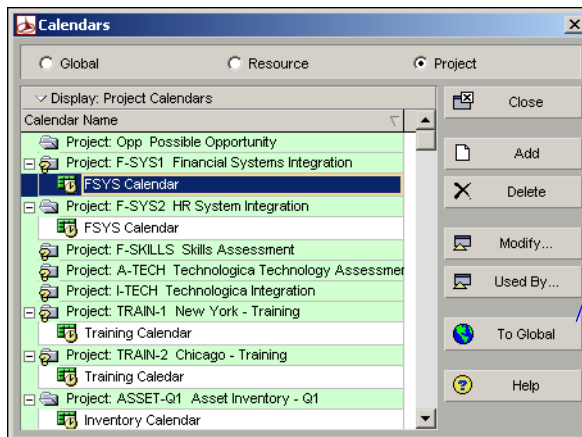 Calendars
Global Resource Project
Display: Project Calendars
Calendar Name
Project: Opp Possible Opportunity
Project: F-SYS1 Financial Systems Integration
FSYS Calendar
Project: F-SYS2 HR System Integration
FSYS Calendar
Project: F-SKILLS Skills Assessment
Project: A-TECH Technologica Technology Assessmer
Project: I-TECH Technologica Integration
Project: TRAIN-1 New York - Training
Training Calendar
Project: TRAIN-2 Chicago - Training
Training Caledar
Project: ASSET-Q1 Asset Inventory - Q1
Inventory Calendar
Close
Add
Delete
Modify...
Used By...
To Global
Help